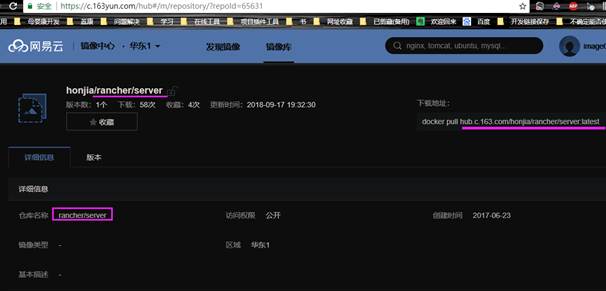 安全 | https://c.163yun.com/hub#/m/repository/?repoId=65631
母婴康开发 首康 问题解决 学习 在线工具 项目插件工具 书 网址收藏 已剪裁(备用) 欢迎回来 百度 开发链接保存 不确定能否使
网易云 镜像中心 · 华东1 发现镜像 镜像库 nginx, tomcat, ubuntu, mysql...
honjia/rancher/server
版本数：1个 下载：58次 收藏：4次 更新时间：2018-09-17 19:32:30
收藏
下载地址：
docker pull hub.c.163.com/honjia/rancher/server:latest
详细信息 版本
详细信息
仓库名称 rancher/server 访问权限 公开 创建时间 2017-06-23
镜像类型 - 区域 华东1
基本描述 -